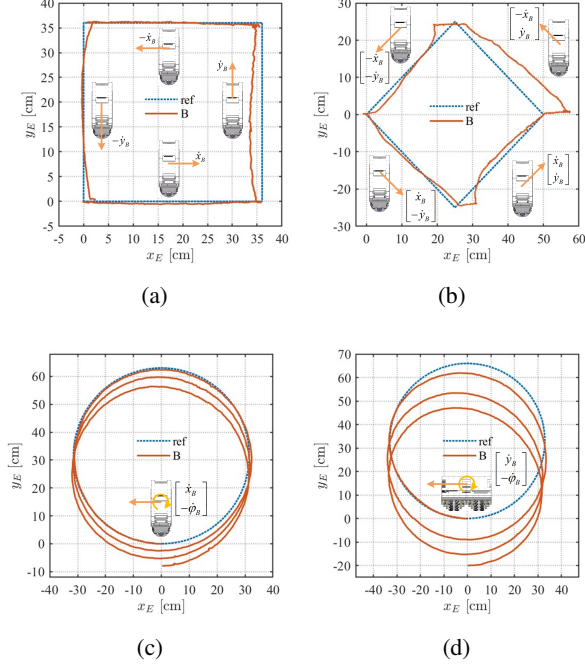 40
35
30
25
20
15
10
5
0
-5
-5 0 5 10 15 20 25 30 35 40
y_E [cm]
x_E [cm]
-ẋ_B
ẏ_B
ref
B
-ẏ_B
ẋ_B
(a)
30
20
10
0
-10
-20
-30
0 10 20 30 40 50 60
y_E [cm]
x_E [cm]
[-ẋ_B
-ẏ_B]
[-ẋ_B
ẏ_B]
ref
B
[ẋ_B
-ẏ_B]
[ẋ_B
ẏ_B]
(b)
60
50
40
30
20
10
0
-10
-40 -30 -20 -10 0 10 20 30 40
y_E [cm]
x_E [cm]
ref
B
[ẋ_B
-φ̇_B]
(c)
70
60
50
40
30
20
10
0
-10
-20
-40 -30 -20 -10 0 10 20 30 40
y_E [cm]
x_E [cm]
ref
B
[ẏ_B
-φ̇_B]
(d)